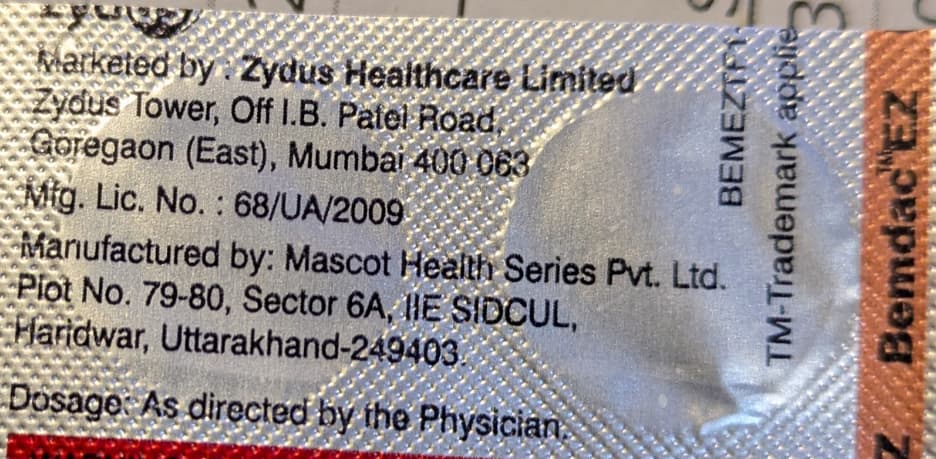 Marketed by : Zydus Healthcare Limited
Zydus Tower, Off I.B. Patel Road,
Goregaon (East), Mumbai 400 063
Mfg. Lic. No. : 68/UA/2009
Manufactured by: Mascot Health Series Pvt. Ltd.
Plot No. 79-80, Sector 6A, IIE SIDCUL,
Haridwar, Uttarakhand-249403.
Dosage: As directed by the Physician.
TM-Trademark applie
Bemdac™EZ
Z